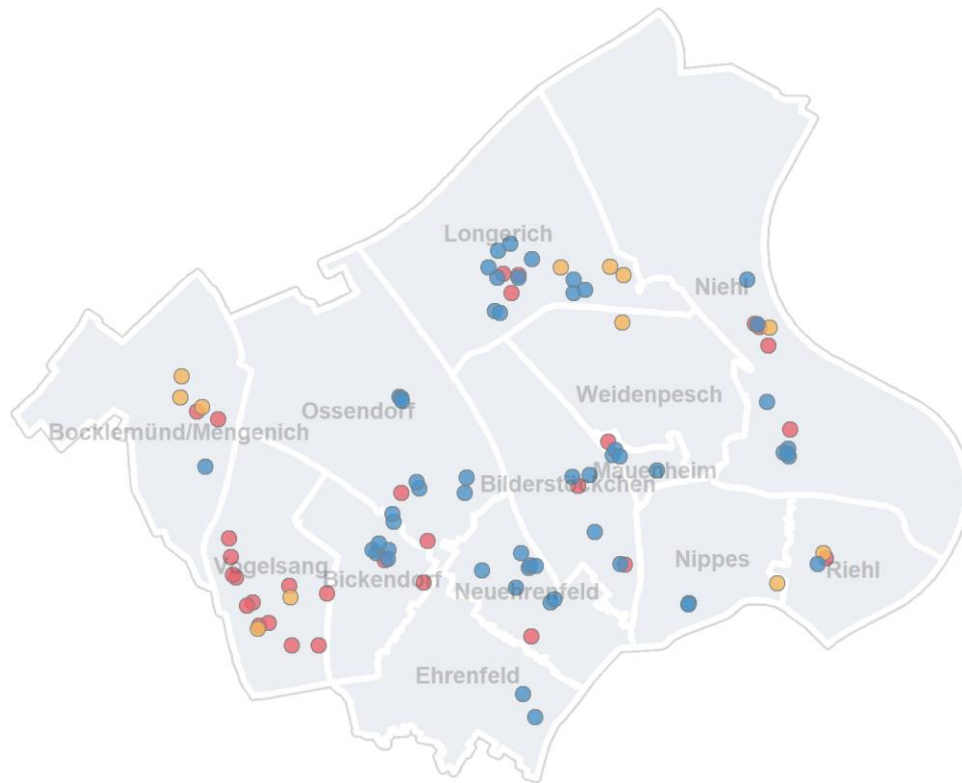 Longerich
Niehl
Weidenpesch
Ossendorf
Bocklemünd/Mengenich
Mauenheim
Bilderstöckchen
Vogelsang
Bickendorf
Nippes
Riehl
Neuehrenfeld
Ehrenfeld